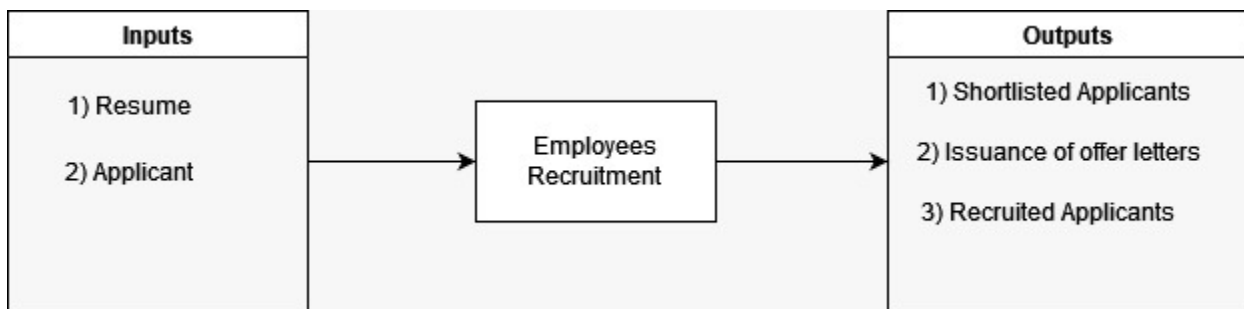 Inputs
1) Resume
2) Applicant
Employees
Recruitment
Outputs
1) Shortlisted Applicants
2) Issuance of offer letters
3) Recruited Applicants